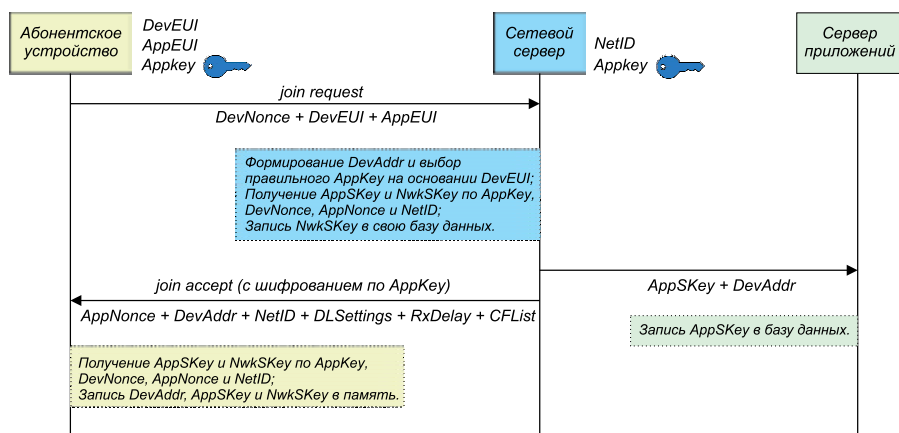 Абонентское
устройство
DevEUI
AppEUI
Appkey
Сетевой
сервер
NetID
Appkey
Сервер
приложений
join request
DevNonce + DevEUI + AppEUI
Формирование DevAddr и выбор
правильного AppKey на основании DevEUI;
Получение AppSKey и NwkSKey по AppKey,
DevNonce, AppNonce и NetID;
Запись NwkSKey в свою базу данных.
AppSKey + DevAddr
join accept (с шифрованием по AppKey)
AppNonce + DevAddr + NetID + DLSettings + RxDelay + CFList
Запись AppSKey в базу данных.
Получение AppSKey и NwkSKey по AppKey,
DevNonce, AppNonce и NetID;
Запись DevAddr, AppSKey и NwkSKey в память.